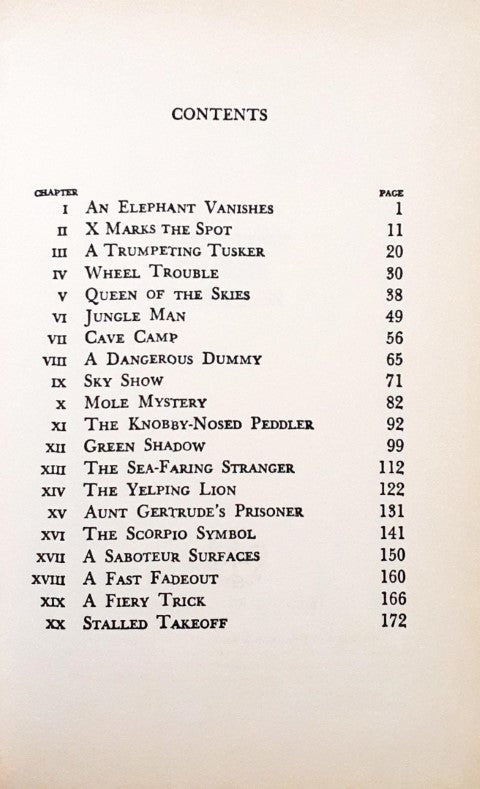 CONTENTS
CHAPTER PAGE
I An Elephant Vanishes 1
II X Marks the Spot 11
III A Trumpeting Tusker 20
IV Wheel Trouble 30
V Queen of the Skies 38
VI Jungle Man 49
VII Cave Camp 56
VIII A Dangerous Dummy 65
IX Sky Show 71
X Mole Mystery 82
XI The Knobby-Nosed Peddler 92
XII Green Shadow 99
XIII The Sea-Faring Stranger 112
XIV The Yelping Lion 122
XV Aunt Gertrude's Prisoner 131
XVI The Scorpio Symbol 141
XVII A Saboteur Surfaces 150
XVIII A Fast Fadeout 160
XIX A Fiery Trick 166
XX Stalled Takeoff 172